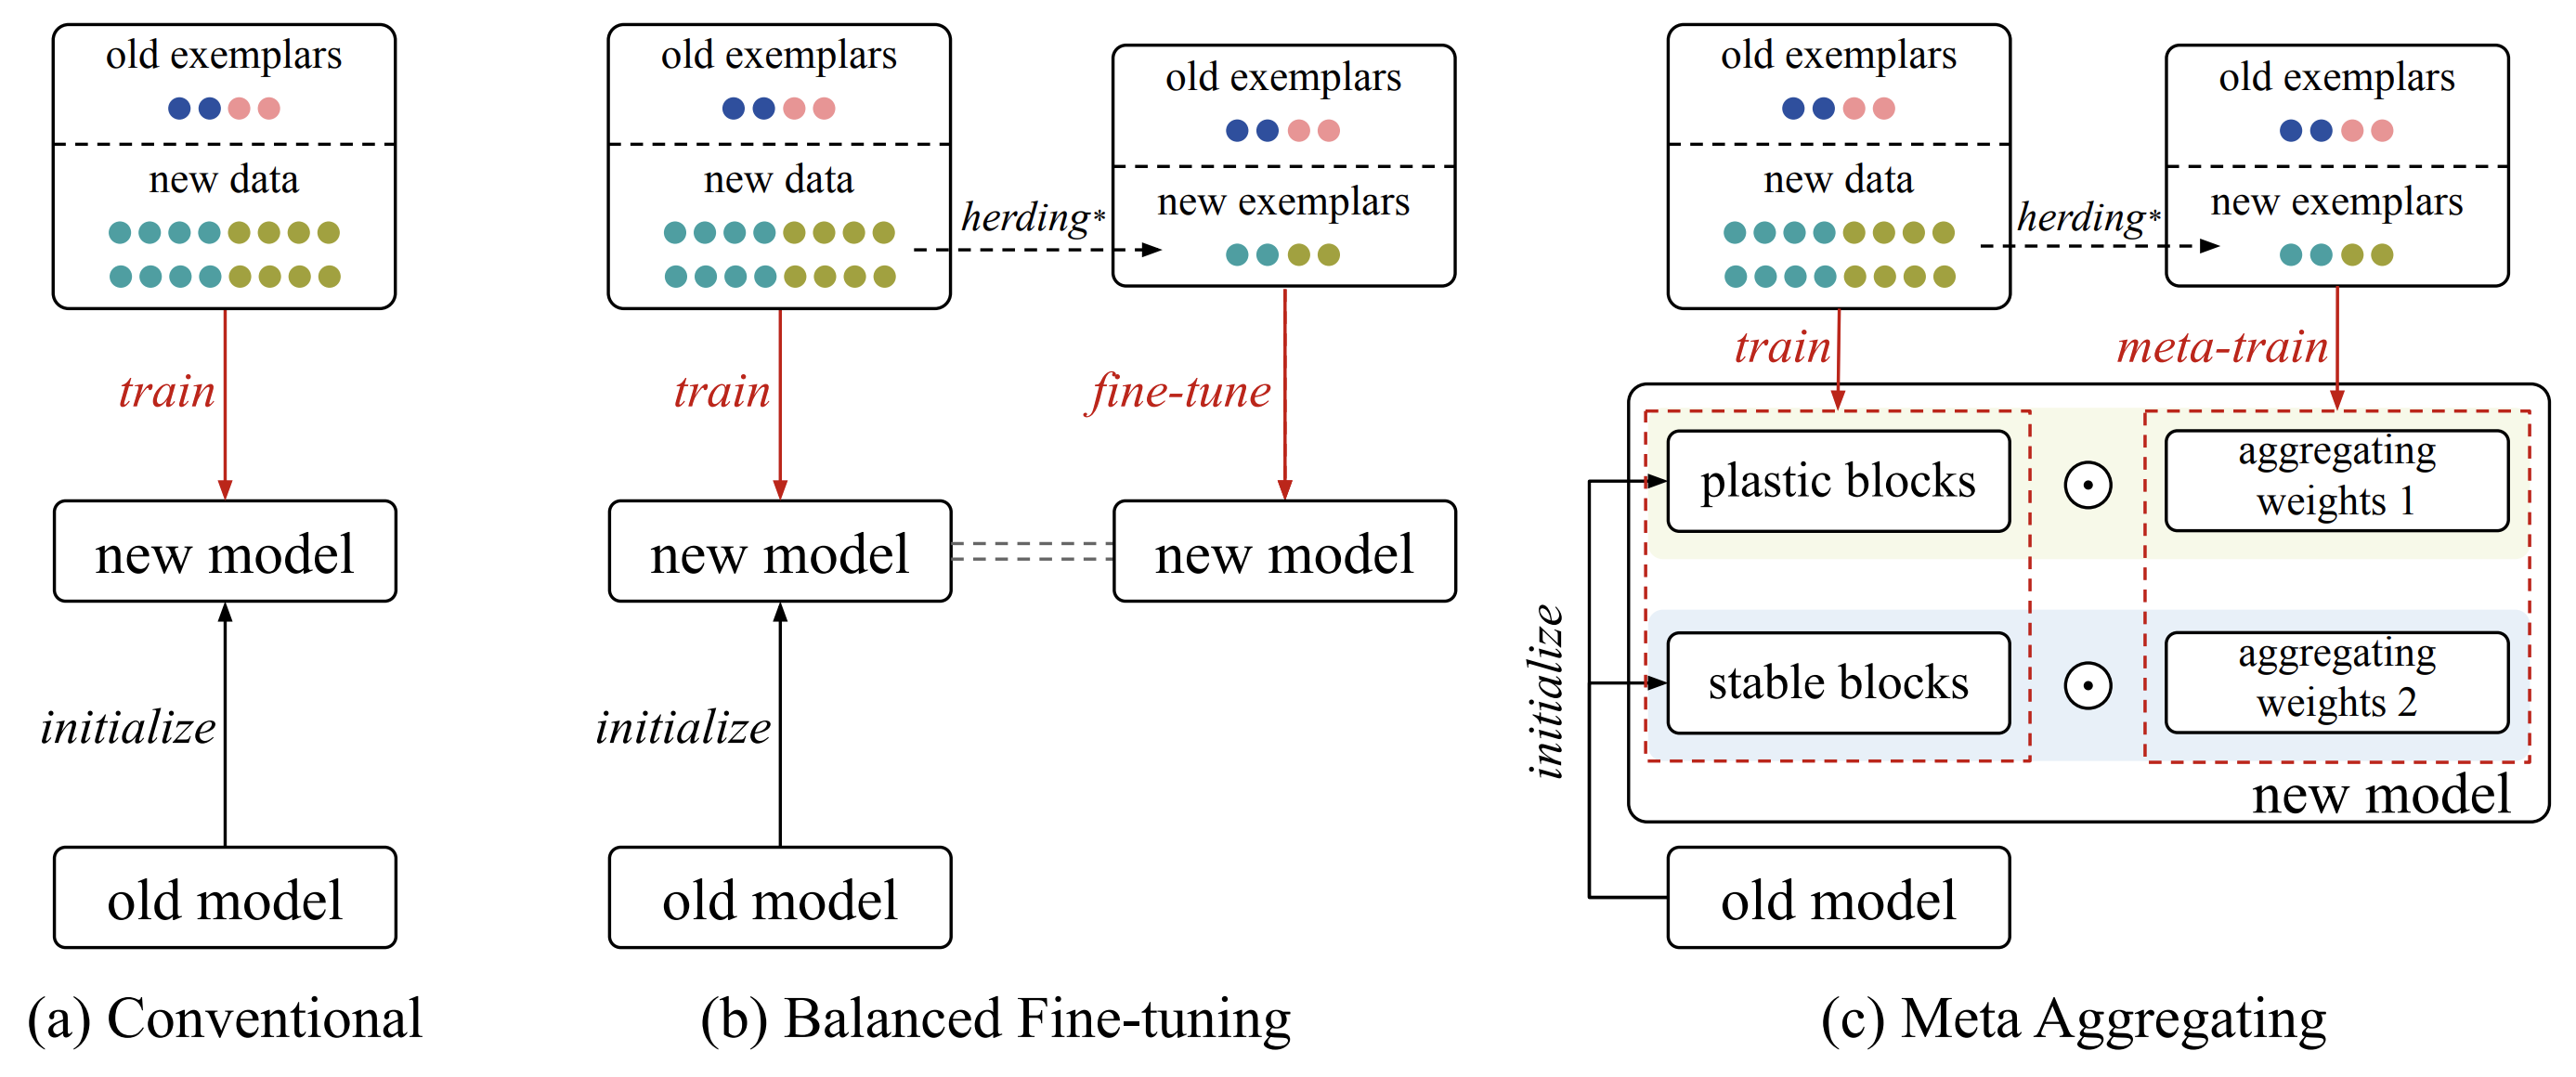 old exemplars
new data
train
new model
initialize
old model
(a) Conventional
old exemplars
new data
herding*
old exemplars
new exemplars
train
fine-tune
new model
new model
initialize
old model
(b) Balanced Fine-tuning
old exemplars
new data
herding*
old exemplars
new exemplars
train
meta-train
plastic blocks
aggregating
weights 1
stable blocks
aggregating
weights 2
new model
initialize
old model
(c) Meta Aggregating